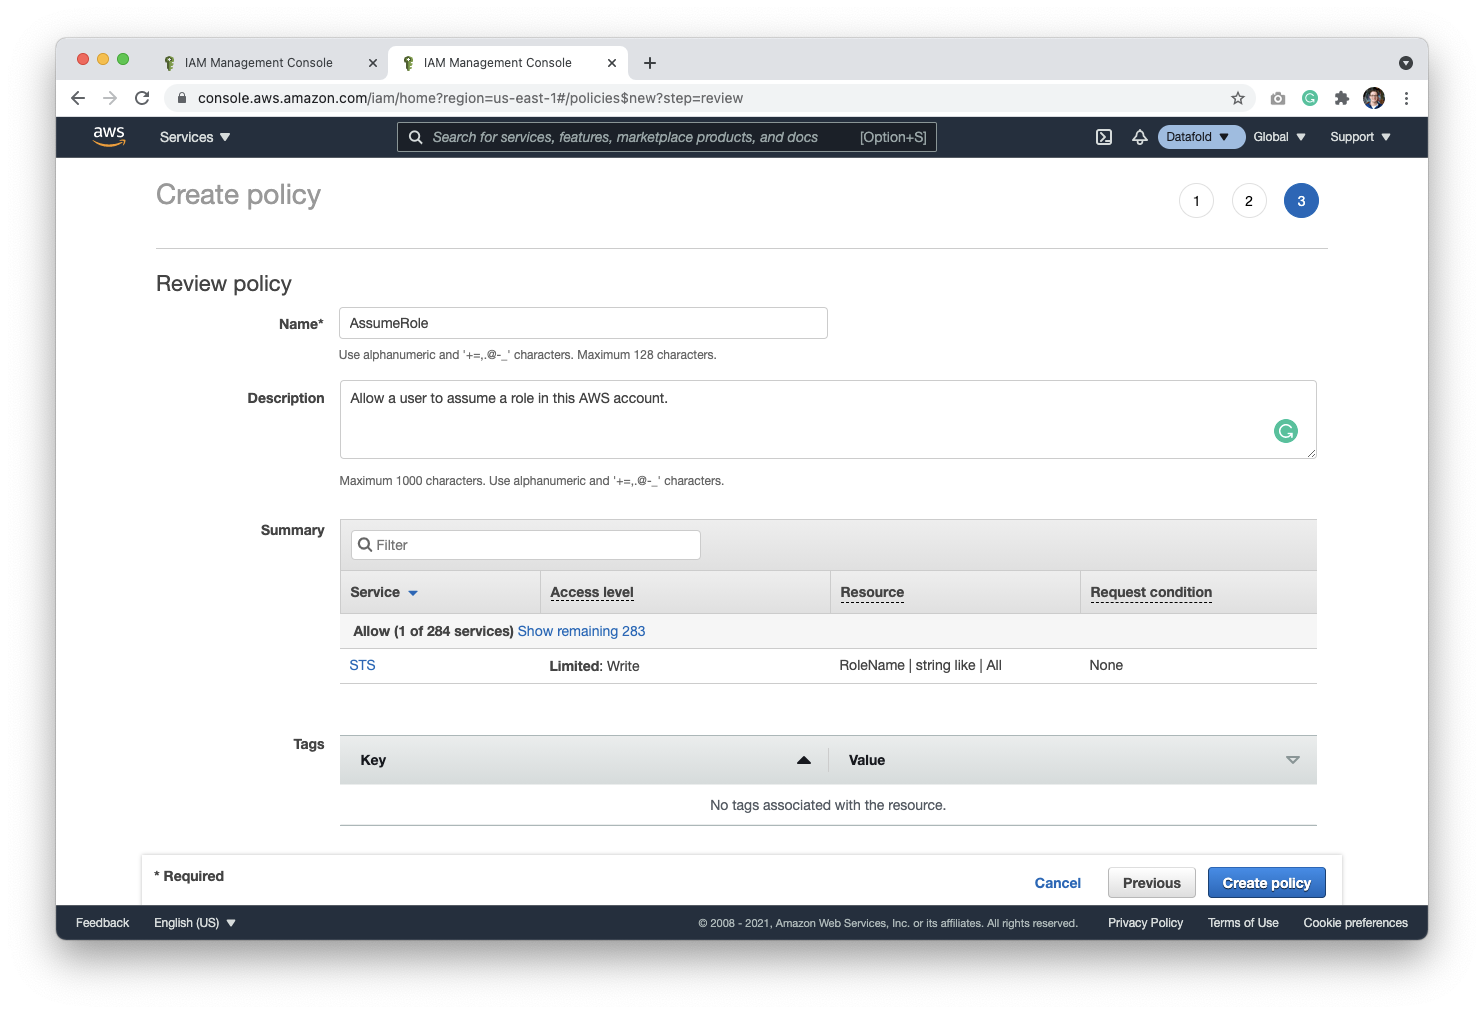 IAM Management Console
IAM Management Console
console.aws.amazon.com/iam/home?region=us-east-1#/policies$new?step=review
aws
Services
Search for services, features, marketplace products, and docs [Option+S]
Datafold
Global
Support
Create policy
1 2 3
Review policy
Name*
AssumeRole
Use alphanumeric and '+=,.@-_' characters. Maximum 128 characters.
Description
Allow a user to assume a role in this AWS account.
Maximum 1000 characters. Use alphanumeric and '+=,.@-_' characters.
Summary
Filter
Service Access level Resource Request condition
Allow (1 of 284 services) Show remaining 283
STS Limited: Write RoleName | string like | All None
Tags
Key Value
No tags associated with the resource.
* Required
Cancel Previous Create policy
Feedback English (US) © 2008 - 2021, Amazon Web Services, Inc. or its affiliates. All rights reserved. Privacy Policy Terms of Use Cookie preferences